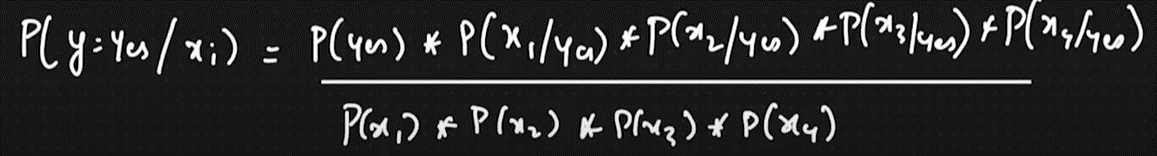 P(y=Yes/xi) = P(yes) * P(x1/yes) * P(x2/yes) * P(x3/yes) * P(x4/yes)
P(x1) * P(x2) * P(x3) * P(x4)